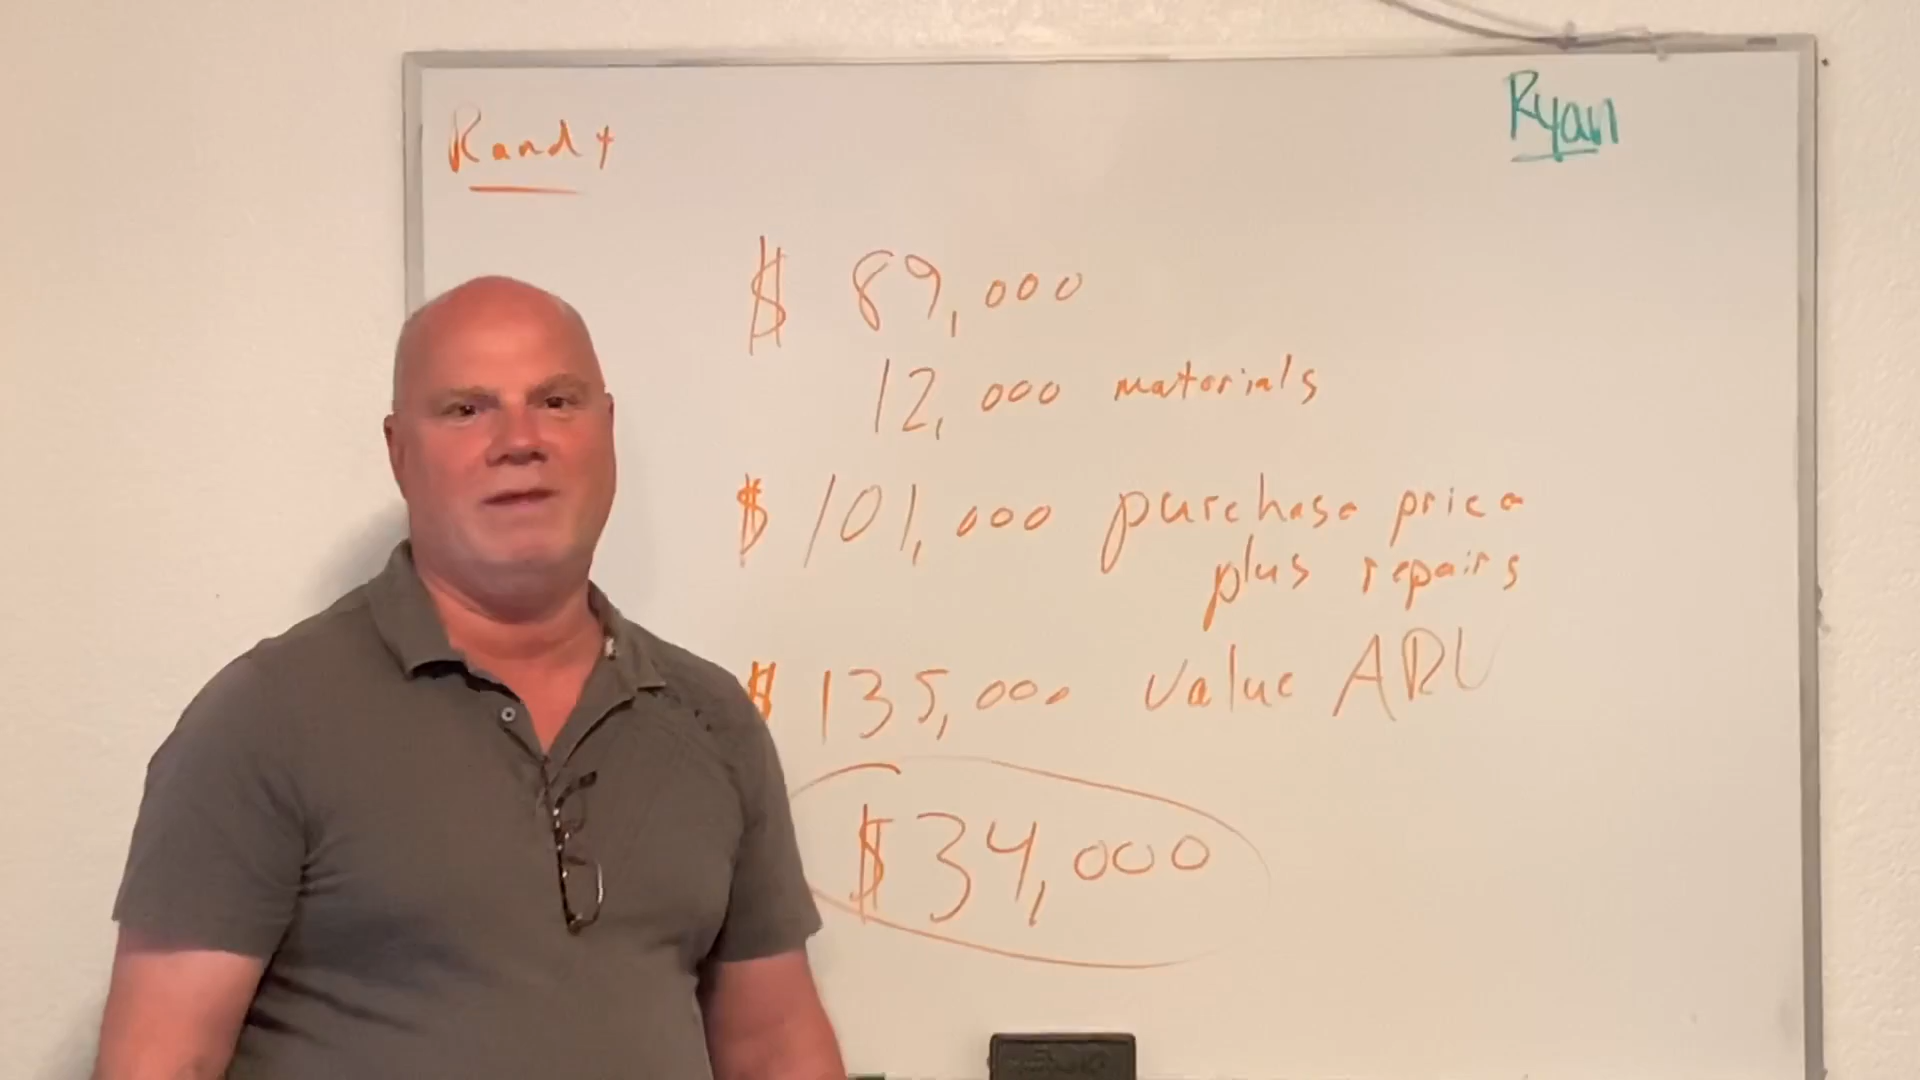 Randy
Ryan
$ 89,000
12,000 materials
$ 101,000 purchase price
plus repairs
$ 135,000 value ARV
$34,000